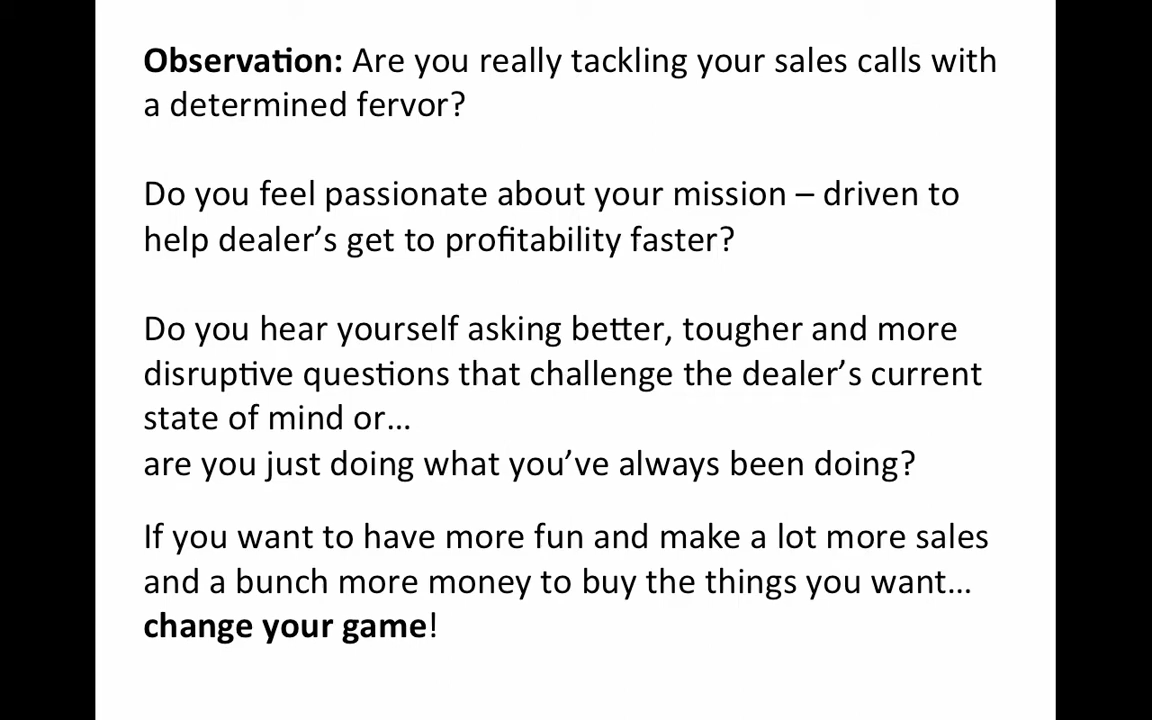 Observation: Are you really tackling your sales calls with
a determined fervor?
Do you feel passionate about your mission – driven to
help dealer’s get to profitability faster?
Do you hear yourself asking better, tougher and more
disruptive questions that challenge the dealer’s current
state of mind or…
are you just doing what you’ve always been doing?
If you want to have more fun and make a lot more sales
and a bunch more money to buy the things you want…
change your game!